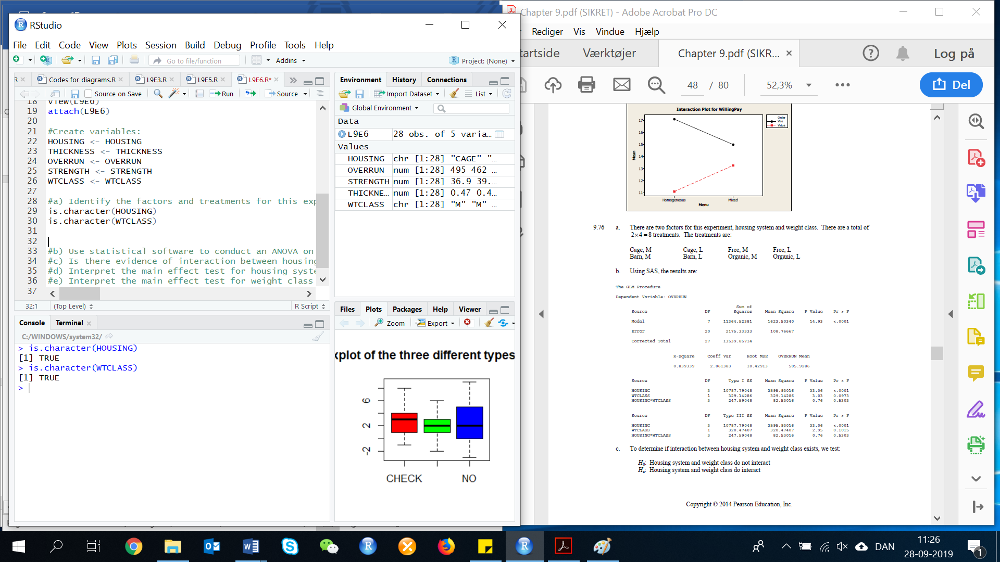 RStudio
File Edit Code View Plots Session Build Debug Profile Tools Help
Go to file/function
Addins
Project: (None)
R
Codes for diagrams.R
L9E3.R
L9E5.R
L9E6.R*
Source on Save
Run
Source
18 View(L9E6)
19 attach(L9E6)
20
21 #Create variables:
22 HOUSING <- HOUSING
23 THICKNESS <- THICKNESS
24 OVERRUN <- OVERRUN
25 STRENGTH <- STRENGTH
26 WTCLASS <- WTCLASS
27
28 #a) Identify the factors and treatments for this exp
29 is.character(HOUSING)
30 is.character(WTCLASS)
31
32
33 #b) Use statistical software to conduct an ANOVA on
34 #c) Is there evidence of interaction between housing
35 #d) Interpret the main effect test for housing syste
36 #e) Interpret the main effect test for weight class
37
32:1 (Top Level) R Script
Console Terminal
C:/WINDOWS/system32/
> is.character(HOUSING)
[1] TRUE
> is.character(WTCLASS)
[1] TRUE
>
Environment History Connections
Import Dataset List
Global Environment
Data
L9E6 28 obs. of 5 varia…
Values
HOUSING chr [1:28] "CAGE" "…
OVERRUN num [1:28] 495 462 …
STRENGTH num [1:28] 36.9 39.…
THICKNE… num [1:28] 0.47 0.4…
WTCLASS chr [1:28] "M" "M" …
Files Plots Packages Help Viewer
Zoom Export
xplot of the three different types
6
2
-2
CHECK NO
Chapter 9.pdf (SIKRET) - Adobe Acrobat Pro DC
Rediger Vis Vindue Hjælp
tartside Værktøjer Chapter 9.pdf (SIKR... Log på
48 / 80 52,3% Del
Interaction Plot for WillingPay
Order
Vice
Virtue
17
16
15
14
13
12
11
Mean
Homogeneous Mixed
Menu
9.76 a. There are two factors for this experiment, housing system and weight class. There are a total of
2×4 = 8 treatments. The treatments are:
Cage, M Cage, L Free, M Free, L
Barn, M Barn, L Organic, M Organic, L
b. Using SAS, the results are:
The GLM Procedure
Dependent Variable: OVERRUN
Sum of
Source DF Squares Mean Square F Value Pr > F
Model 7 11364.52381 1623.50340 14.93 <.0001
Error 20 2175.33333 108.76667
Corrected Total 27 13539.85714
R-Square Coeff Var Root MSE OVERRUN Mean
0.839339 2.061383 10.42913 505.9286
Source DF Type I SS Mean Square F Value Pr > F
HOUSING 3 10787.79048 3595.93016 33.06 <.0001
WTCLASS 1 329.14286 329.14286 3.03 0.0973
HOUSING*WTCLASS 3 247.59048 82.53016 0.76 0.5303
Source DF Type III SS Mean Square F Value Pr > F
HOUSING 3 10787.79048 3595.93016 33.06 <.0001
WTCLASS 1 320.47407 320.47407 2.95 0.1015
HOUSING*WTCLASS 3 247.59048 82.53016 0.76 0.5303
c. To determine if interaction between housing system and weight class exists, we test:
H0: Housing system and weight class do not interact
Ha: Housing system and weight class do interact
Copyright © 2014 Pearson Education, Inc.
DAN
11:26
28-09-2019
1